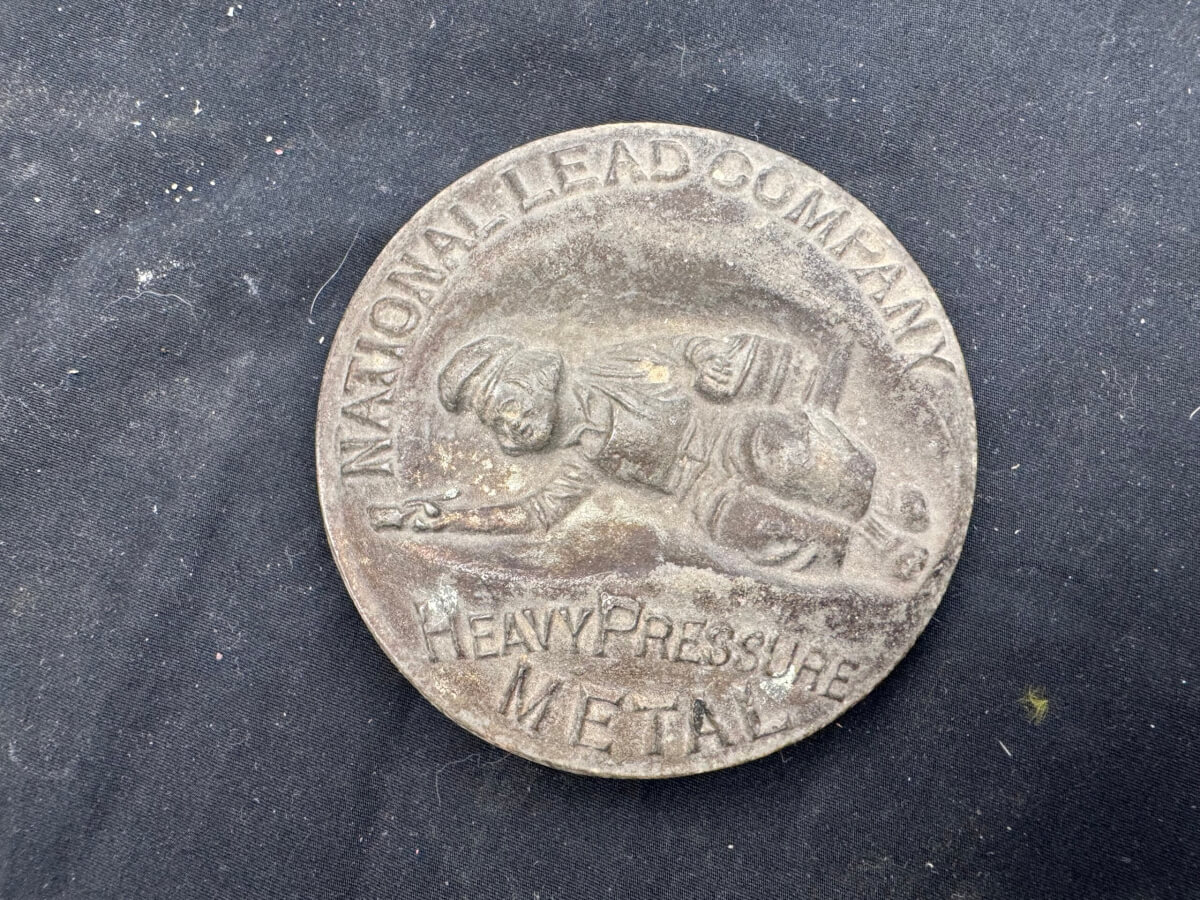 NATIONAL LEAD COMPANY
HEAVY PRESSURE
METAL